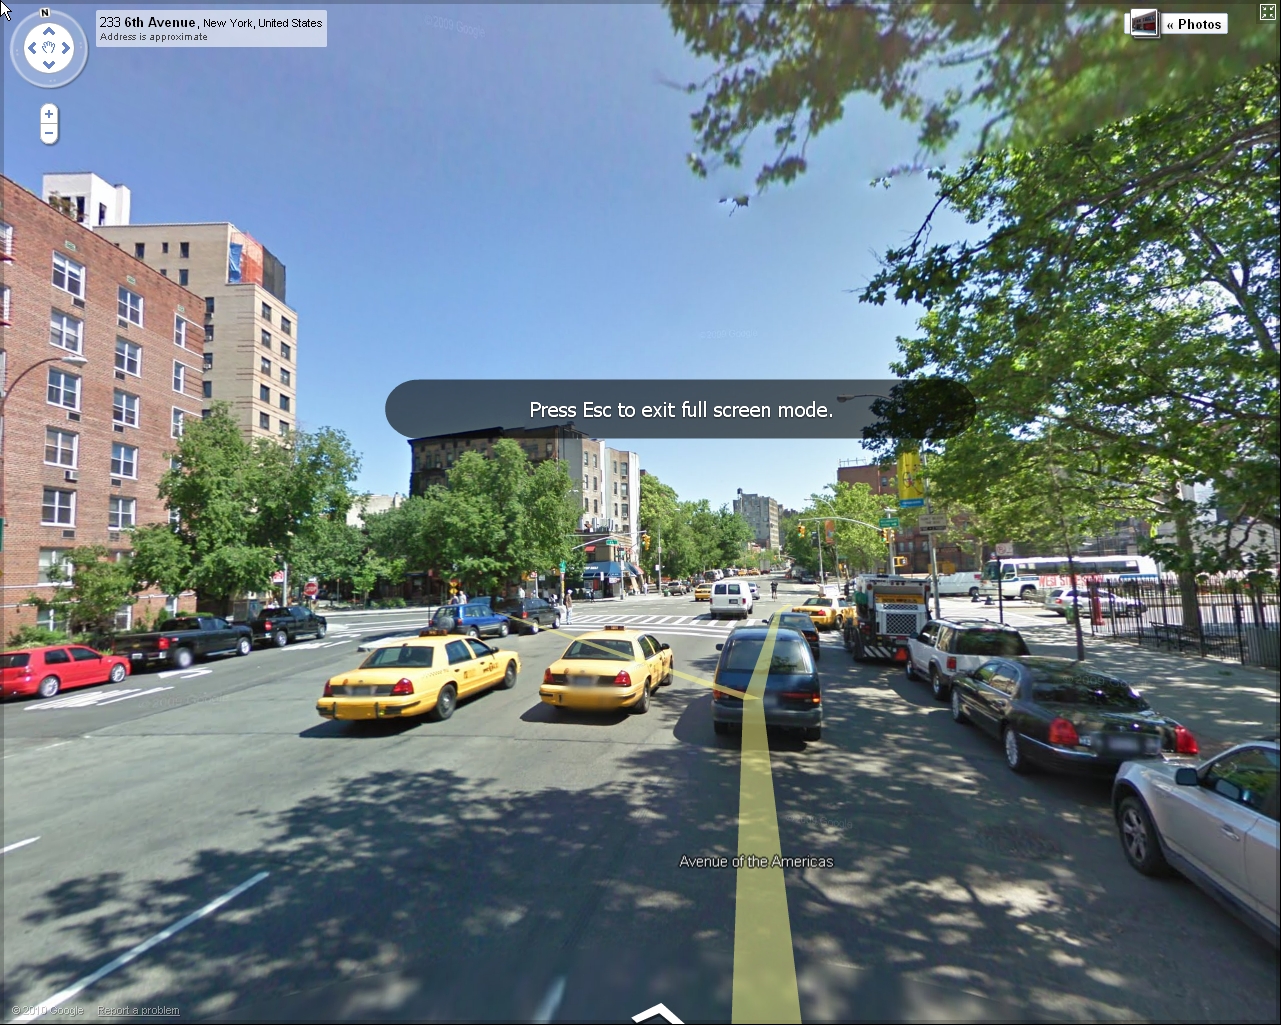 N
233 6th Avenue, New York, United States
Address is approximate
« Photos
Press Esc to exit full screen mode.
Avenue of the Americas
© 2010 Google
Report a problem